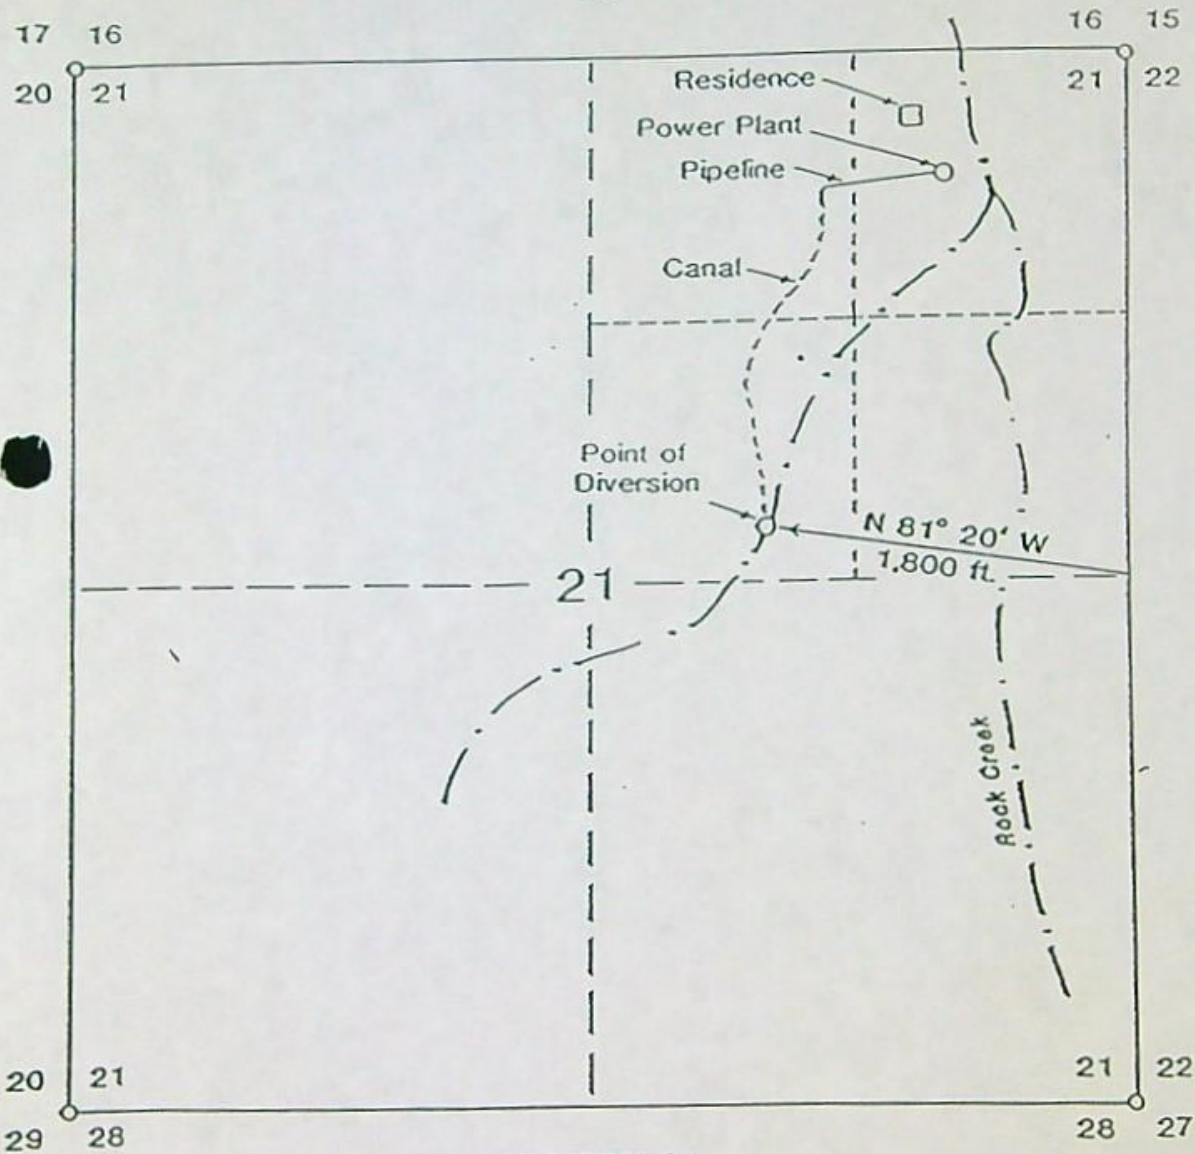 17 16
16 15
20 21
21 22
Residence
Power Plant
Pipeline
Canal
Point of
Diversion
N 81° 20' W
1,800 ft.
21
Rock Creek
20 21
21 22
29 28
28 27